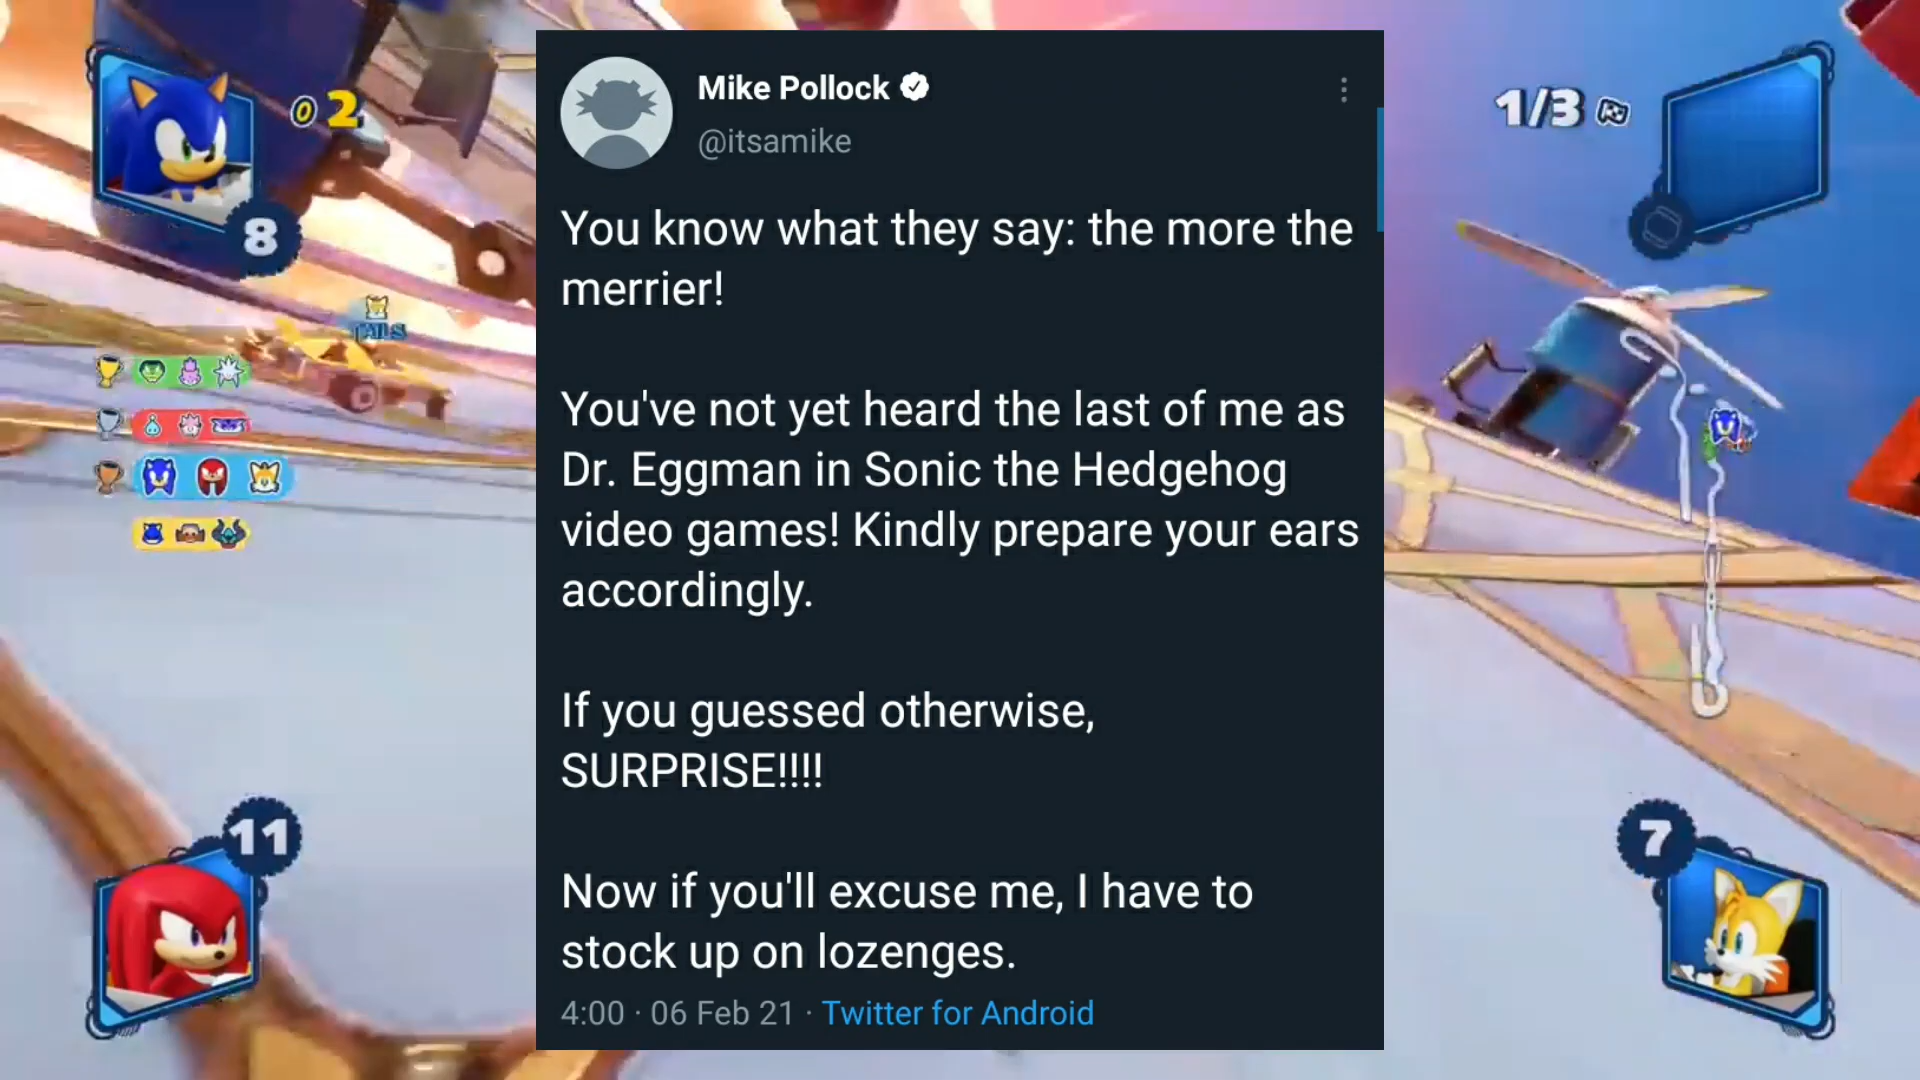 Mike Pollock
@itsamike
You know what they say: the more the
merrier!
You've not yet heard the last of me as
Dr. Eggman in Sonic the Hedgehog
video games! Kindly prepare your ears
accordingly.
If you guessed otherwise,
SURPRISE!!!!
Now if you'll excuse me, I have to
stock up on lozenges.
4:00 · 06 Feb 21 · Twitter for Android
0 2
8
1/3
TAILS
11
7